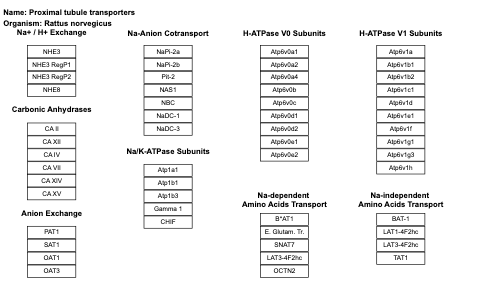 Name: Proximal tubule transporters
Organism: Rattus norvegicus
Na+ / H+ Exchange
NHE3
NHE3 RegP1
NHE3 RegP2
NHE8
Carbonic Anhydrases
CA II
CA XII
CA IV
CA VII
CA XIV
CA XV
Anion Exchange
PAT1
SAT1
OAT1
OAT3
Na-Anion Cotransport
NaPi-2a
NaPi-2b
Pit-2
NAS1
NBC
NaDC-1
NaDC-3
Na/K-ATPase Subunits
Atp1a1
Atp1b1
Atp1b3
Gamma 1
CHIF
H-ATPase V0 Subunits
Atp6v0a1
Atp6v0a2
Atp6v0a4
Atp6v0b
Atp6v0c
Atp6v0d1
Atp6v0d2
Atp6v0e1
Atp6v0e2
Na-dependent
Amino Acids Transport
B°AT1
E. Glutam. Tr.
SNAT7
LAT3-4F2hc
OCTN2
H-ATPase V1 Subunits
Atp6v1a
Atp6v1b1
Atp6v1b2
Atp6v1c1
Atp6v1d
Atp6v1e1
Atp6v1f
Atp6v1g1
Atp6v1g3
Atp6v1h
Na-independent
Amino Acids Transport
BAT-1
LAT1-4F2hc
LAT3-4F2hc
TAT1